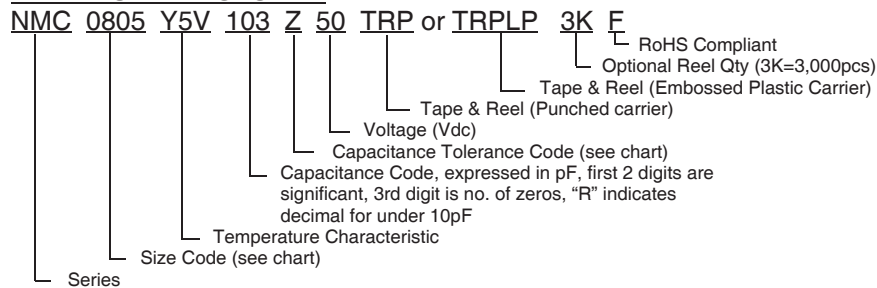 NMC 0805 Y5V 103 Z 50 TRP or TRPLP 3K F
RoHS Compliant
Optional Reel Qty (3K=3,000pcs)
Tape & Reel (Embossed Plastic Carrier)
Tape & Reel (Punched carrier)
Voltage (Vdc)
Capacitance Tolerance Code (see chart)
Capacitance Code, expressed in pF, first 2 digits are
significant, 3rd digit is no. of zeros, “R” indicates
decimal for under 10pF
Temperature Characteristic
Size Code (see chart)
Series